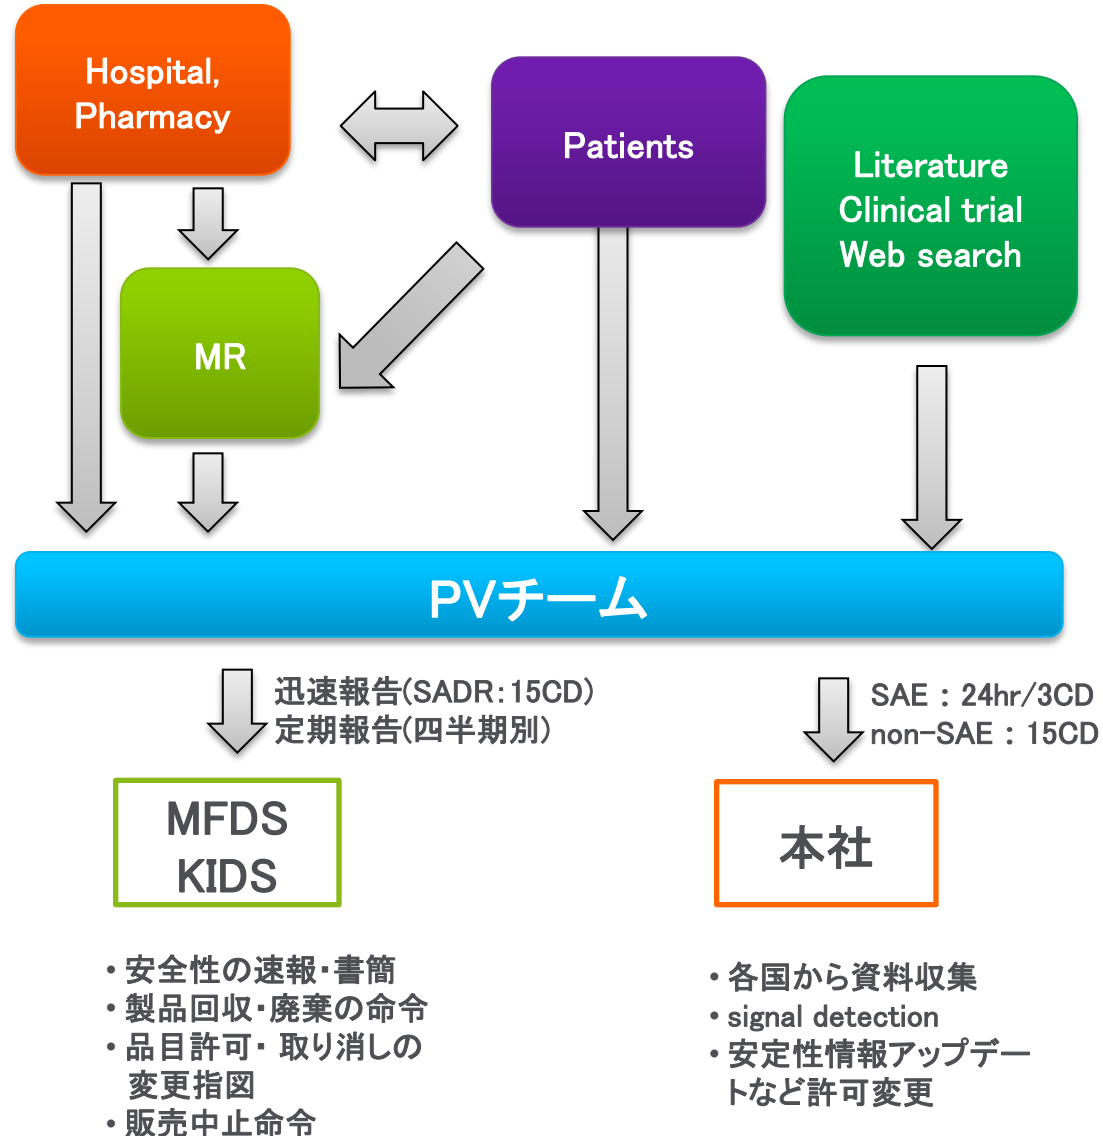 Hospital,
Pharmacy
Patients
Literature
Clinical trial
Web search
MR
PVチーム
迅速報告(SADR：15CD)
定期報告(四半期別)
SAE : 24hr/3CD
non-SAE : 15CD
MFDS
KIDS
本社
• 安全性の速報・書簡
• 製品回収・廃棄の命令
• 品目許可・ 取り消しの
変更指図
• 販売中止命令
• 各国から資料収集
• signal detection
• 安定性情報アップデー
トなど許可変更